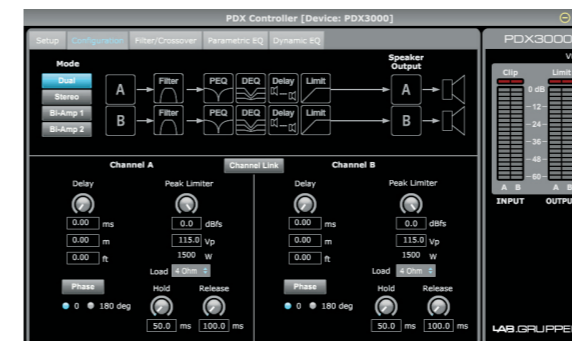 PDX Controller [Device: PDX3000]
Setup Configuration Filter/Crossover Parametric EQ Dynamic EQ
PDX3000
Mode
Speaker
Output
Dual
Stereo
Bi-Amp 1
Bi-Amp 2
A Filter PEQ DEQ Delay Limit A
B Filter PEQ DEQ Delay Limit B
Clip Limit
0 dB
-12-
-24-
-36-
-48-
-60-
A B A B
INPUT OUTPU
Channel A Channel Link Channel B
Delay Peak Limiter Delay Peak Limiter
0.00 ms 0.0 dBfs 0.00 ms 0.0 dBfs
0.00 m 115.0 Vp 0.00 m 115.0 Vp
0.00 ft 1500 W 0.00 ft 1500 W
Load 4 Ohm Load 4 Ohm
Phase Hold Release Phase Hold Release
0 180 deg 0 180 deg
50.0 ms 100.0 ms 50.0 ms 100.0 ms
LAB.GRUPPE